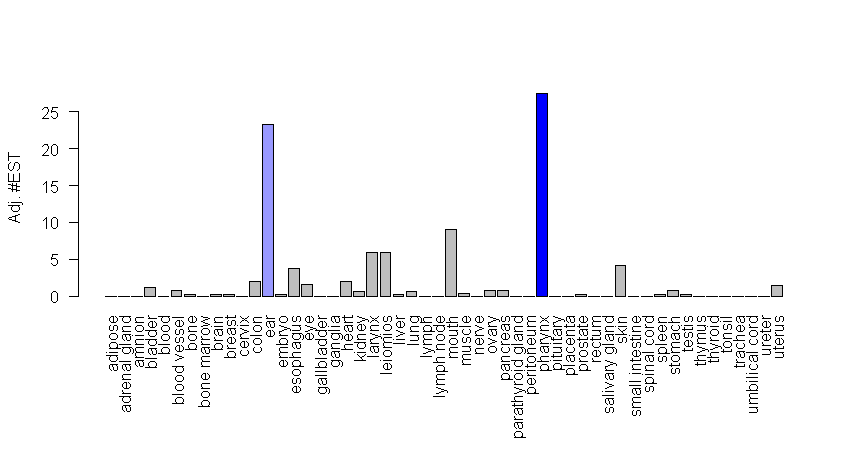 Adj. #EST
25
20
15
10
5
0
adipose
adrenal gland
amnion
bladder
blood
blood vessel
bone
bone marrow
brain
breast
cervix
colon
ear
embryo
esophagus
eye
gallbladder
ganglia
heart
kidney
larynx
leiomios
liver
lung
lymph
lymph node
mouth
muscle
nerve
ovary
pancreas
parathyroid gland
peritoneum
pharynx
pituitary
placenta
prostate
rectum
salivary gland
skin
small intestine
spinal cord
spleen
stomach
testis
thymus
thyroid
tonsil
trachea
umbilical cord
ureter
uterus